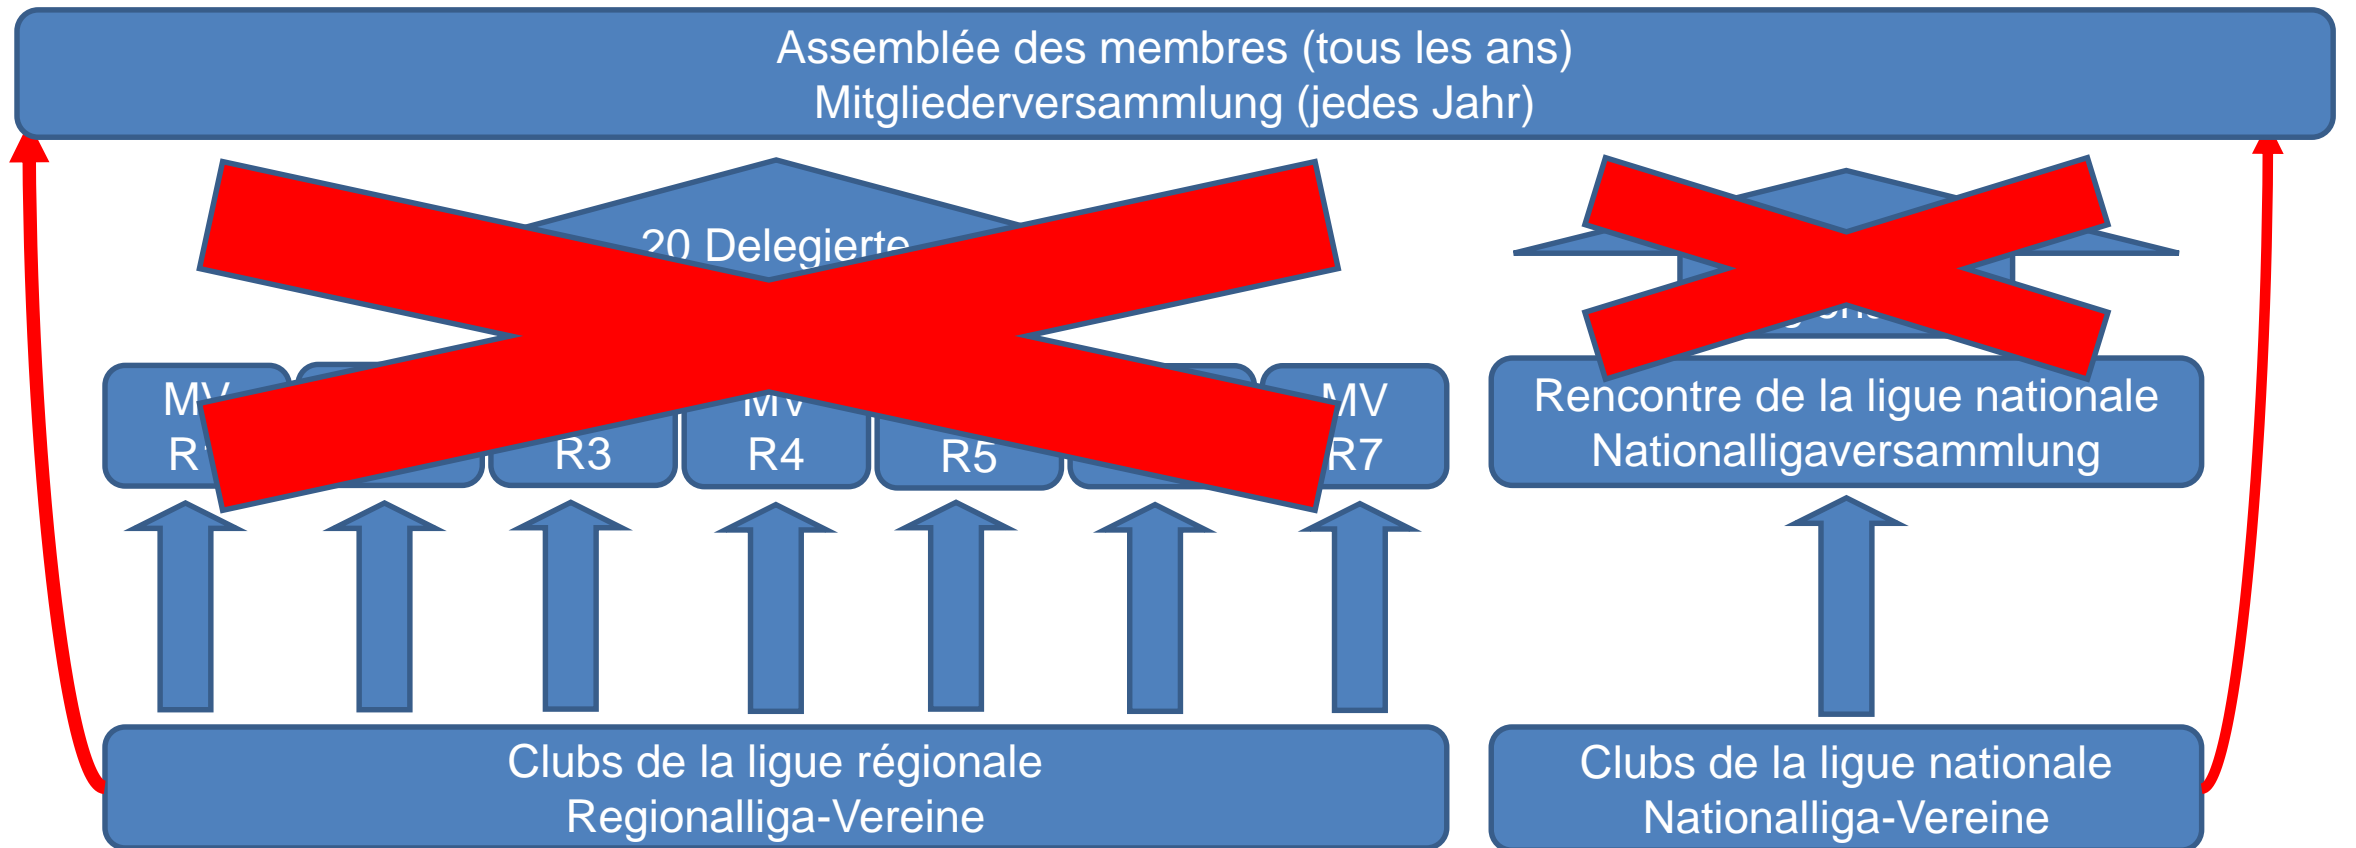 Assemblée des membres (tous les ans)
Mitgliederversammlung (jedes Jahr)
20 Delegierte
MV
MV
MV
R3
R4
R5
R7
Rencontre de la ligue nationale
Nationalligaversammlung
Clubs de la ligue régionale
Regionalliga-Vereine
Clubs de la ligue nationale
Nationalliga-Vereine